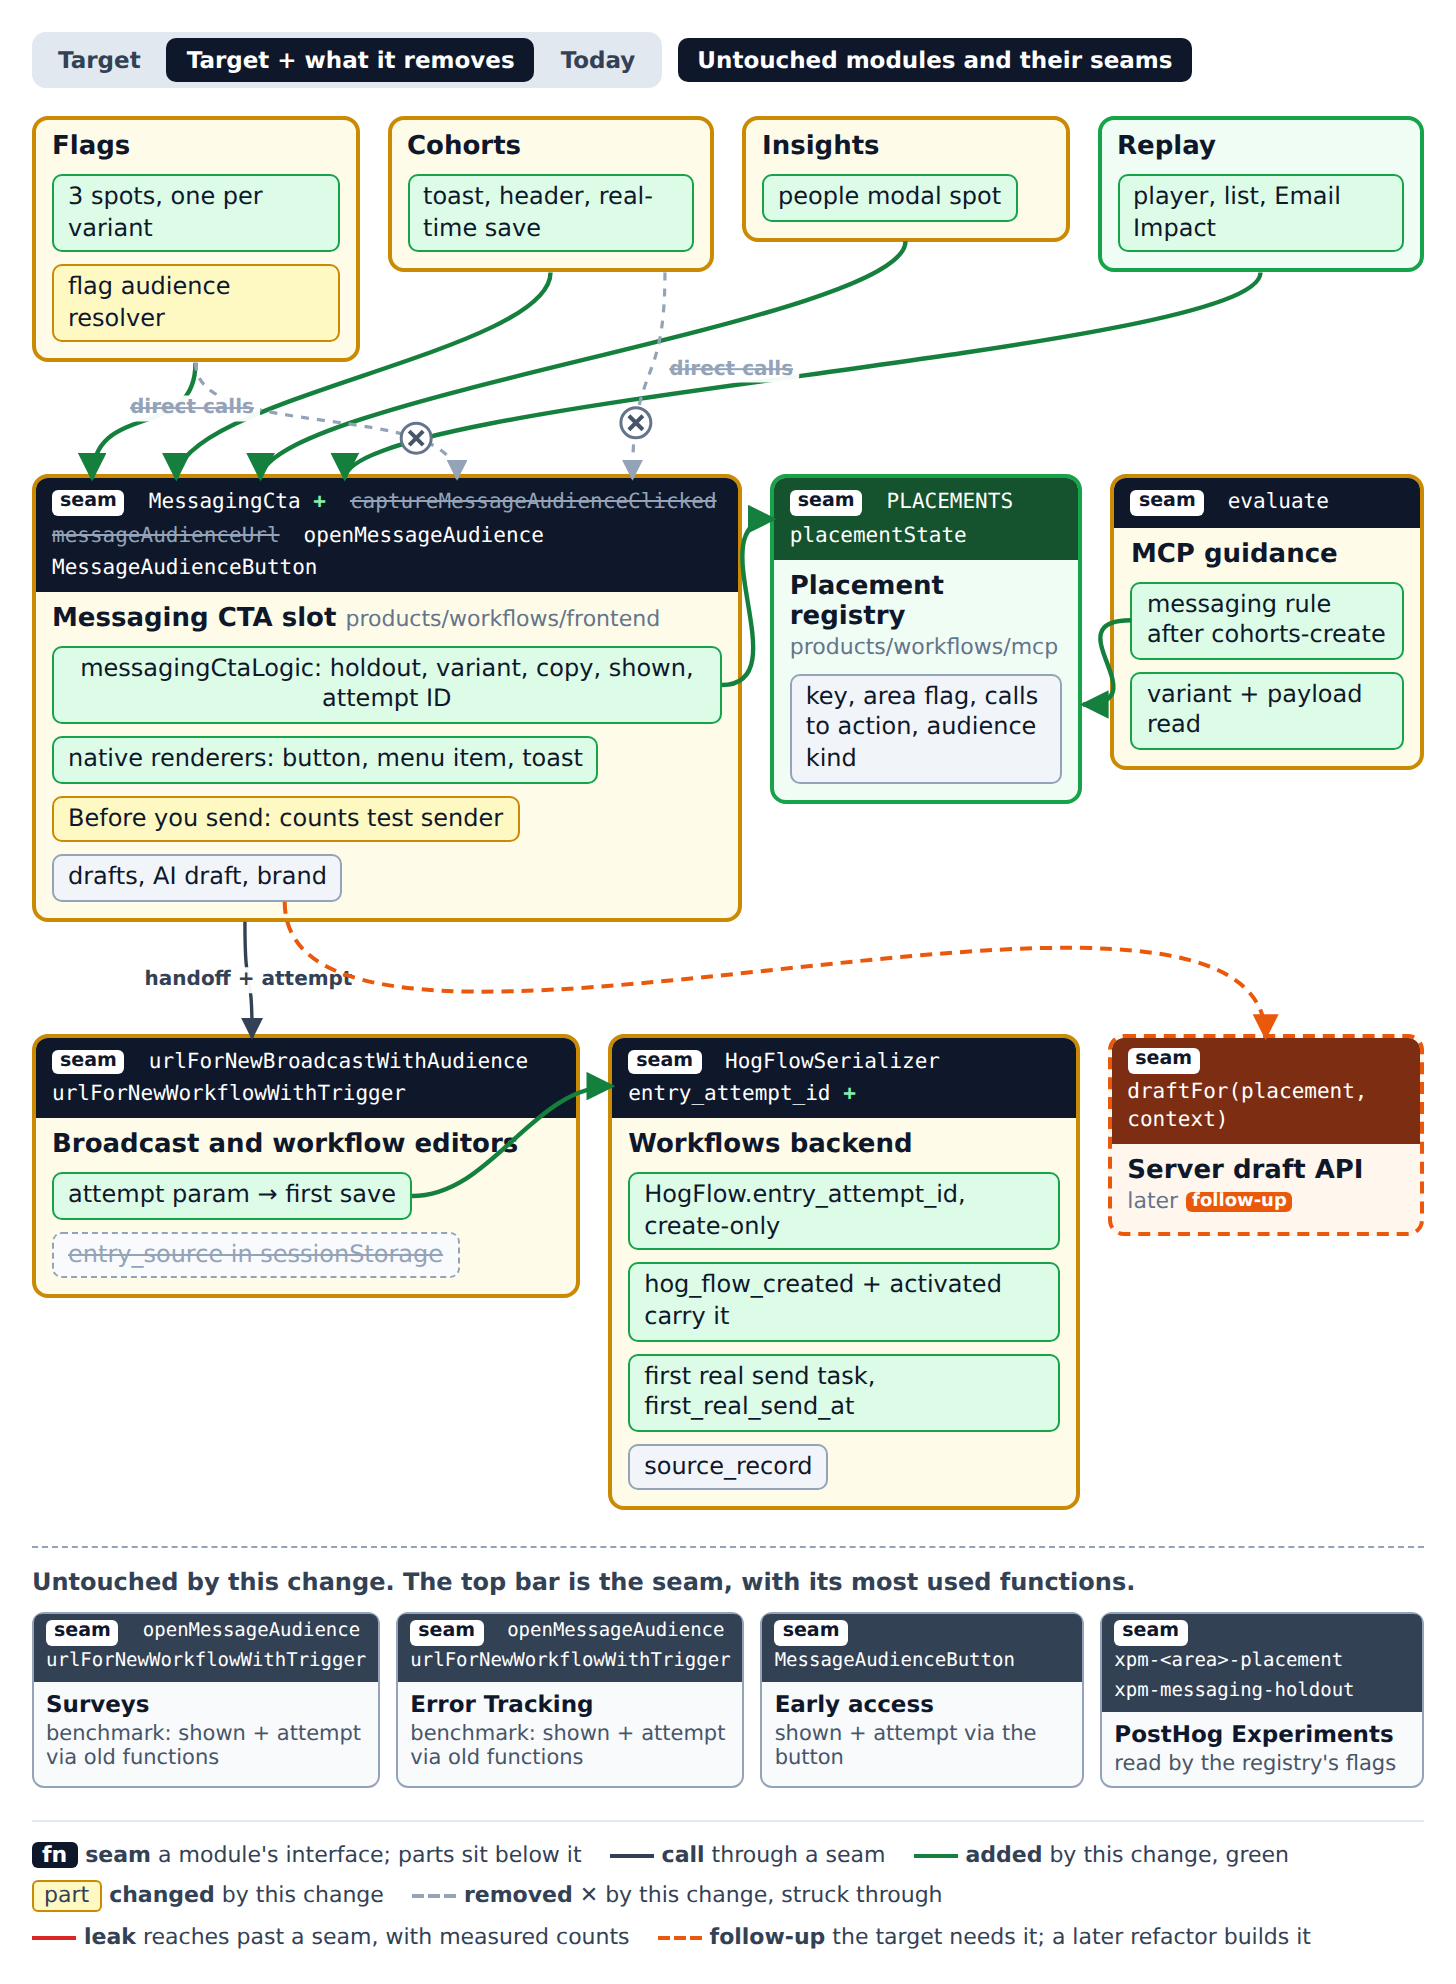 Target Target + what it removes Today Untouched modules and their seams
Flags
3 spots, one per
variant
flag audience
resolver
Cohorts
toast, header, real-
time save
Insights
people modal spot
Replay
player, list, Email
Impact
direct calls
direct calls
seam MessagingCta + captureMessageAudienceClicked
messageAudienceUrl openMessageAudience
MessageAudienceButton
Messaging CTA slot products/workflows/frontend
messagingCtaLogic: holdout, variant, copy, shown,
attempt ID
native renderers: button, menu item, toast
Before you send: counts test sender
drafts, AI draft, brand
seam PLACEMENTS
placementState
Placement
registry
products/workflows/mcp
key, area flag, calls
to action, audience
kind
seam evaluate
MCP guidance
messaging rule
after cohorts-create
variant + payload
read
handoff + attempt
seam urlForNewBroadcastWithAudience
urlForNewWorkflowWithTrigger
Broadcast and workflow editors
attempt param → first save
entry_source in sessionStorage
seam HogFlowSerializer
entry_attempt_id +
Workflows backend
HogFlow.entry_attempt_id,
create-only
hog_flow_created + activated
carry it
first real send task,
first_real_send_at
source_record
seam
draftFor(placement,
context)
Server draft API
later follow-up
Untouched by this change. The top bar is the seam, with its most used functions.
seam openMessageAudience
urlForNewWorkflowWithTrigger
Surveys
benchmark: shown + attempt
via old functions
seam openMessageAudience
urlForNewWorkflowWithTrigger
Error Tracking
benchmark: shown + attempt
via old functions
seam
MessageAudienceButton
Early access
shown + attempt via the
button
seam
xpm-<area>-placement
xpm-messaging-holdout
PostHog Experiments
read by the registry's flags
fn seam a module's interface; parts sit below it call through a seam added by this change, green
part changed by this change removed ✕ by this change, struck through
leak reaches past a seam, with measured counts follow-up the target needs it; a later refactor builds it